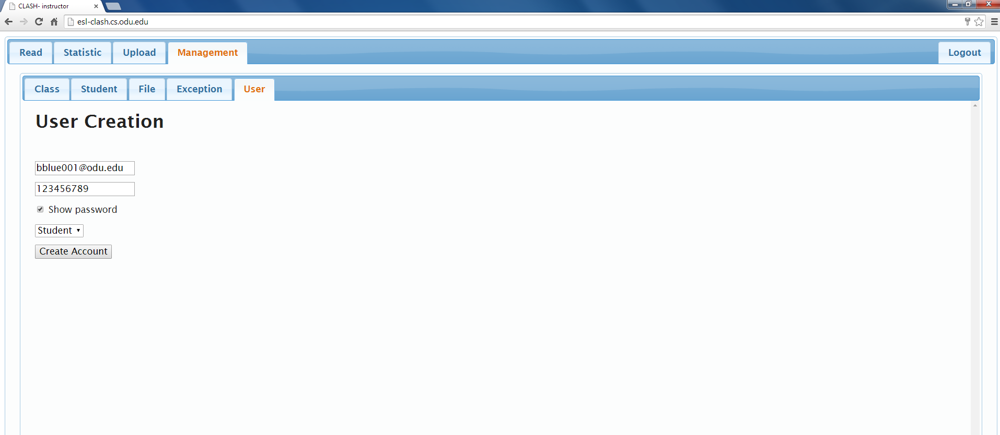 CLASH- instructor
esl-clash.cs.odu.edu
Read Statistic Upload Management Logout
Class Student File Exception User
User Creation
bblue001@odu.edu
123456789
Show password
Student
Create Account